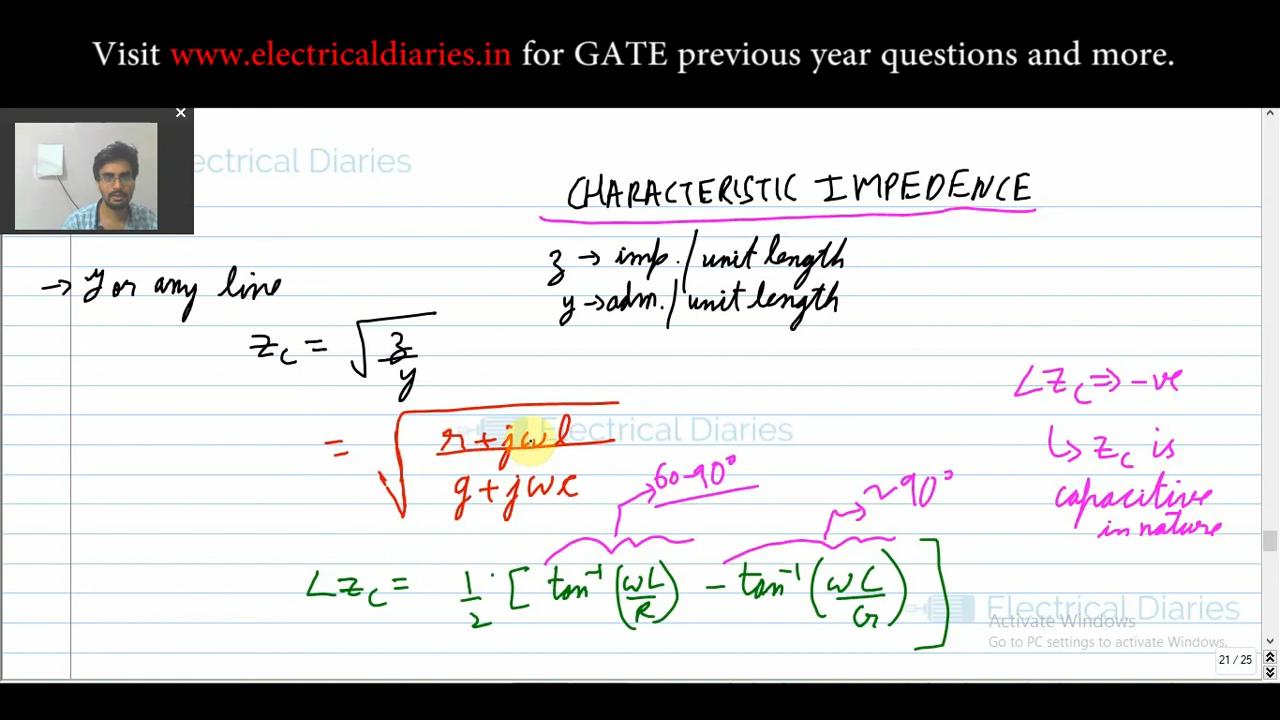 Visit www.electricaldiaries.in for GATE previous year questions and more.
ectrical Diaries
CHARACTERISTIC IMPEDENCE
z → imp./unit length
y → adm./unit length
→ For any line
Zc = √(z/y)
= √((r+jωl)/(g+jωc))
Electrical Diaries
60-90°
~90°
∠Zc = 1/2 [tan⁻¹(ωL/R) - tan⁻¹(ωC/G)]
∠Zc ⇒ -ve
↳ Zc is
capacitive
in nature
Electrical Diaries
Activate Windows
Go to PC settings to activate Windows.
21 / 25